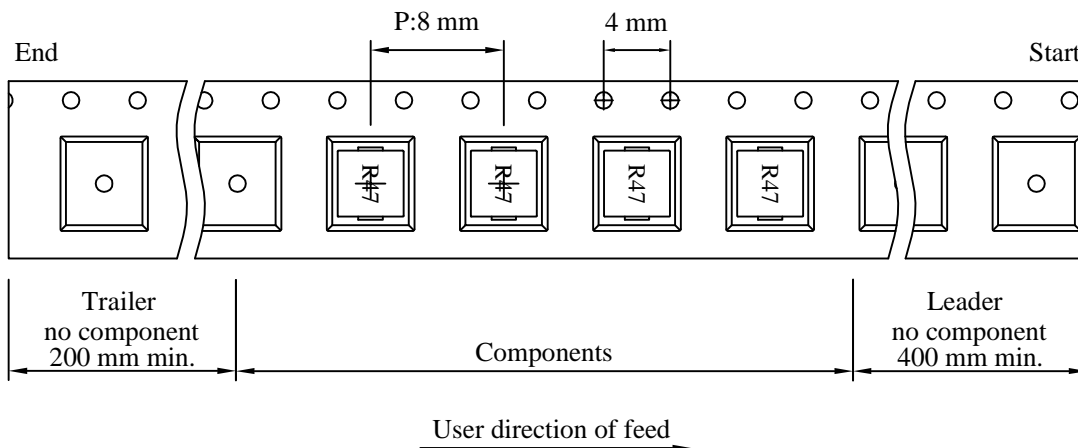 P:8 mm
4 mm
End
Start
R47
R47
R47
R47
Trailer
no component
200 mm min.
Components
Leader
no component
400 mm min.
User direction of feed